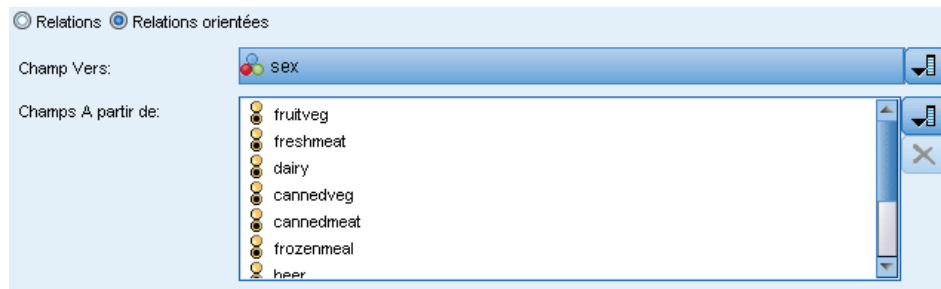 Relations Relations orientées
Champ Vers: sex
Champs A partir de: fruitveg
freshmeat
dairy
cannedveg
cannedmeat
frozenmeal
beer